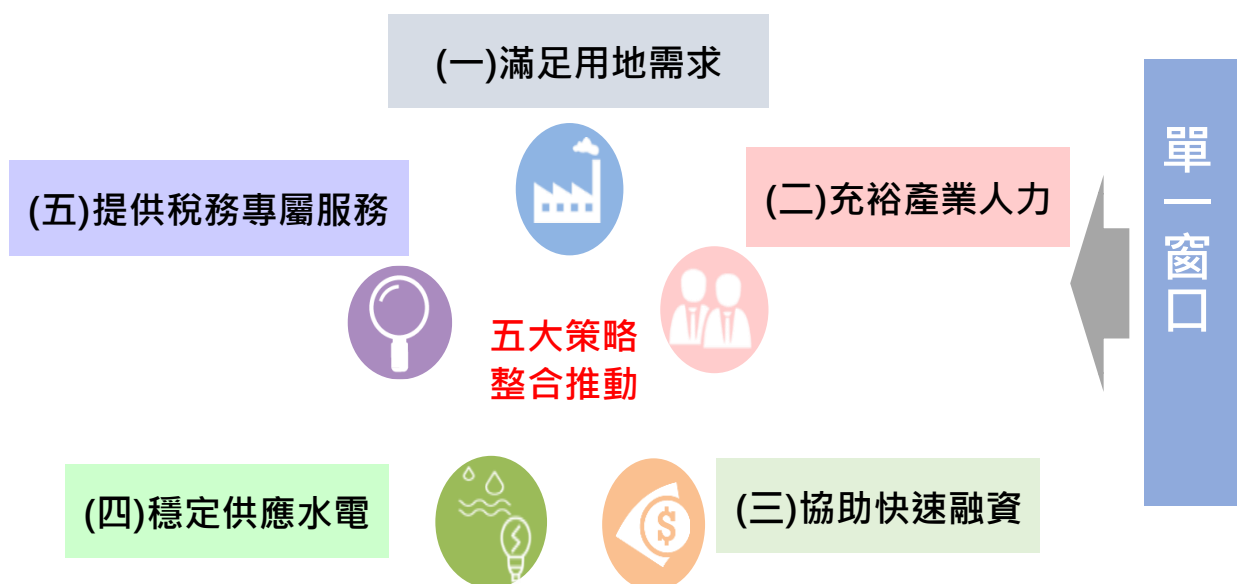 (一)滿足用地需求
(二)充裕產業人力
(三)協助快速融資
(四)穩定供應水電
(五)提供稅務專屬服務
五大策略
整合推動
單一窗口
$